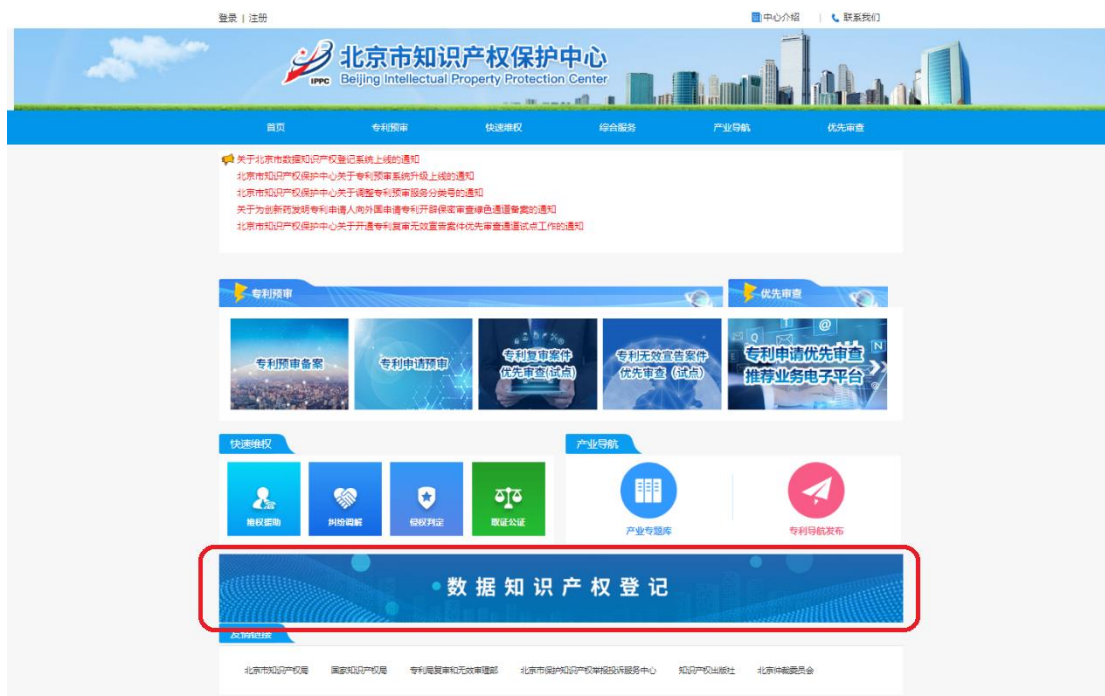 登录 | 注册
中心介绍 | 联系我们
IPPC
北京市知识产权保护中心
Beijing Intellectual Property Protection Center
首页 专利预审 快速维权 综合服务 产业导航 优先审查
关于北京市数据知识产权登记系统上线的通知
北京市知识产权保护中心关于专利预审系统升级上线的通知
北京市知识产权保护中心关于调整专利预审服务分类号的通知
关于为创新药发明专利申请人向外国申请专利开辟保密审查绿色通道备案的通知
北京市知识产权保护中心关于开通专利复审无效宣告案件优先审查通道试点工作的通知
专利预审 优先审查
专利预审备案
专利申请预审
专利复审案件
优先审查(试点)
专利无效宣告案件
优先审查（试点）
专利申请优先审查
推荐业务电子平台
快速维权 产业导航
维权援助 纠纷调解 侵权判定 取证公证
产业专题库 专利导航发布
数据知识产权登记
友情链接
北京市知识产权局 国家知识产权局 专利局复审和无效审理部 北京市保护知识产权举报投诉服务中心 知识产权出版社 北京仲裁委员会